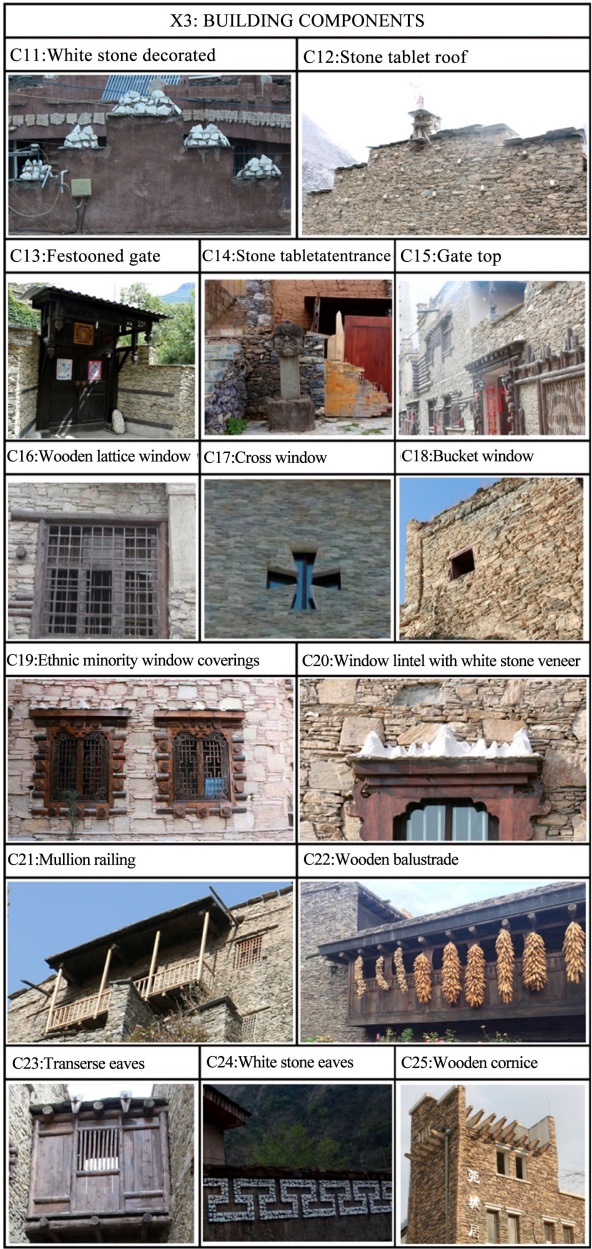 X3: BUILDING COMPONENTS
C11:White stone decorated
C12:Stone tablet roof
C13:Festooned gate
C14:Stone tabletatentrance
C15:Gate top
C16:Wooden lattice window
C17:Cross window
C18:Bucket window
C19:Ethnic minority window coverings
C20:Window lintel with white stone veneer
C21:Mullion railing
C22:Wooden balustrade
C23:Transerse eaves
C24:White stone eaves
C25:Wooden cornice